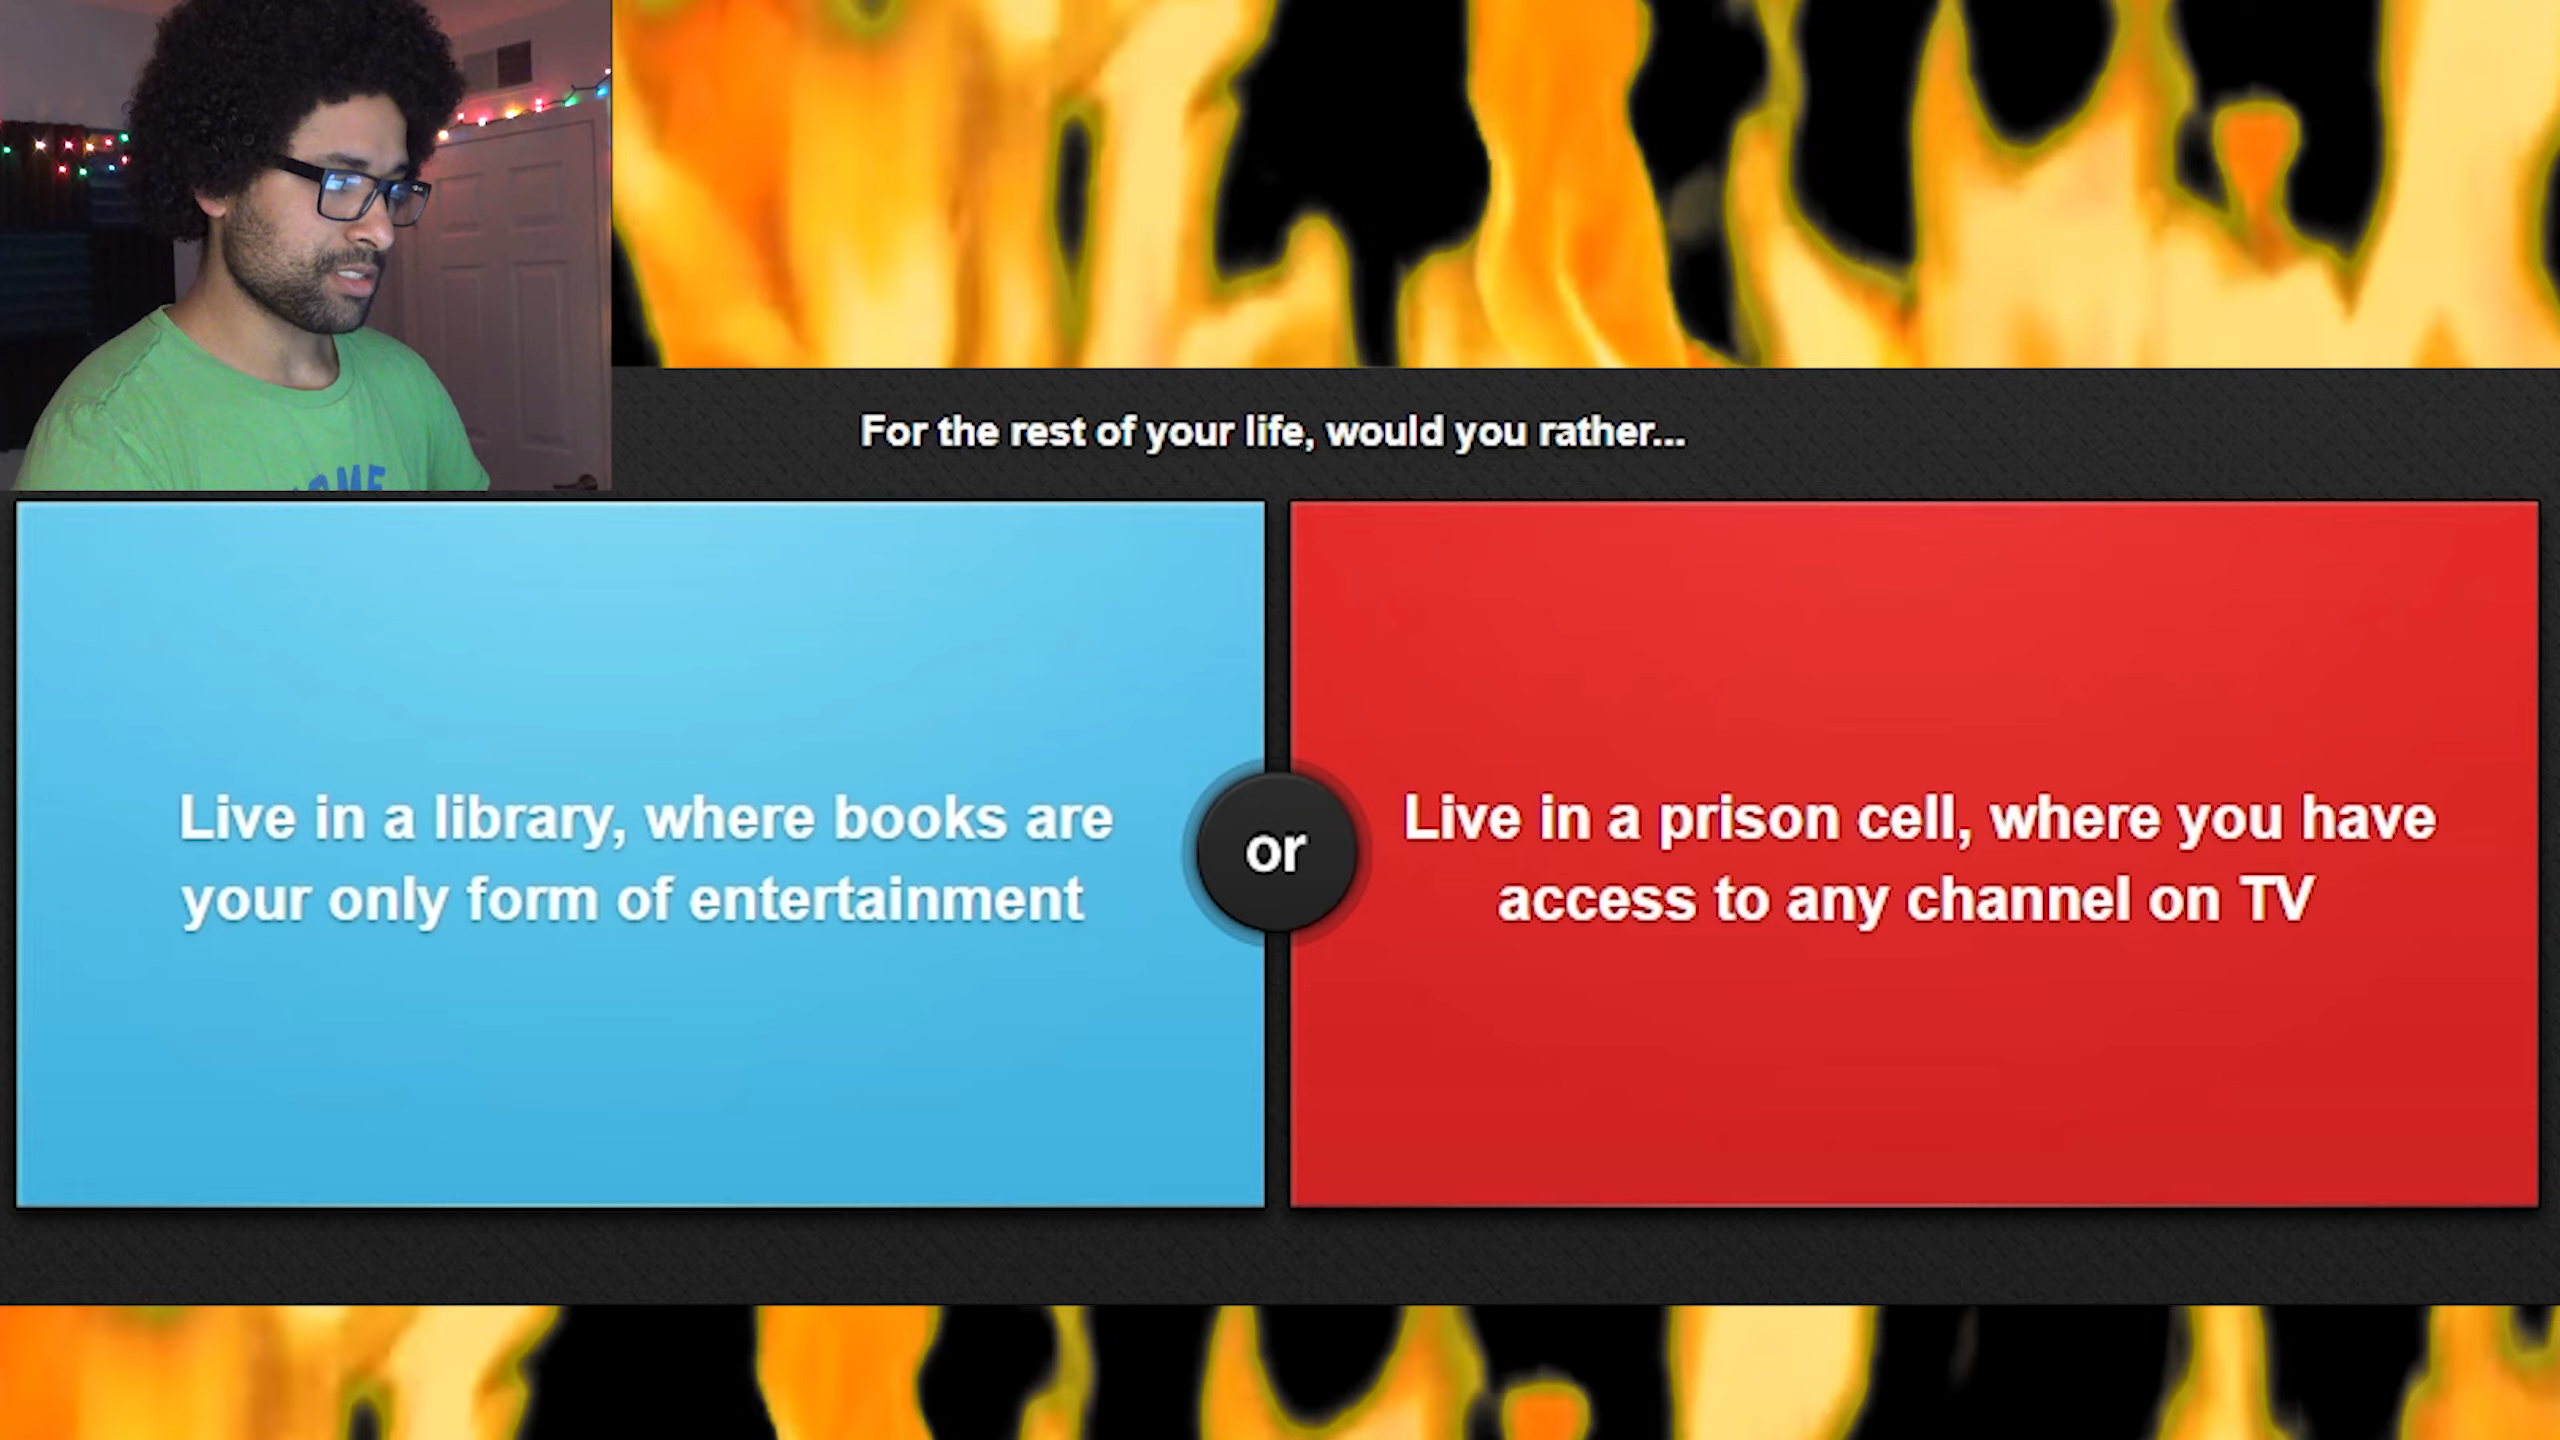 For the rest of your life, would you rather...
Live in a library, where books are
your only form of entertainment
or
Live in a prison cell, where you have
access to any channel on TV